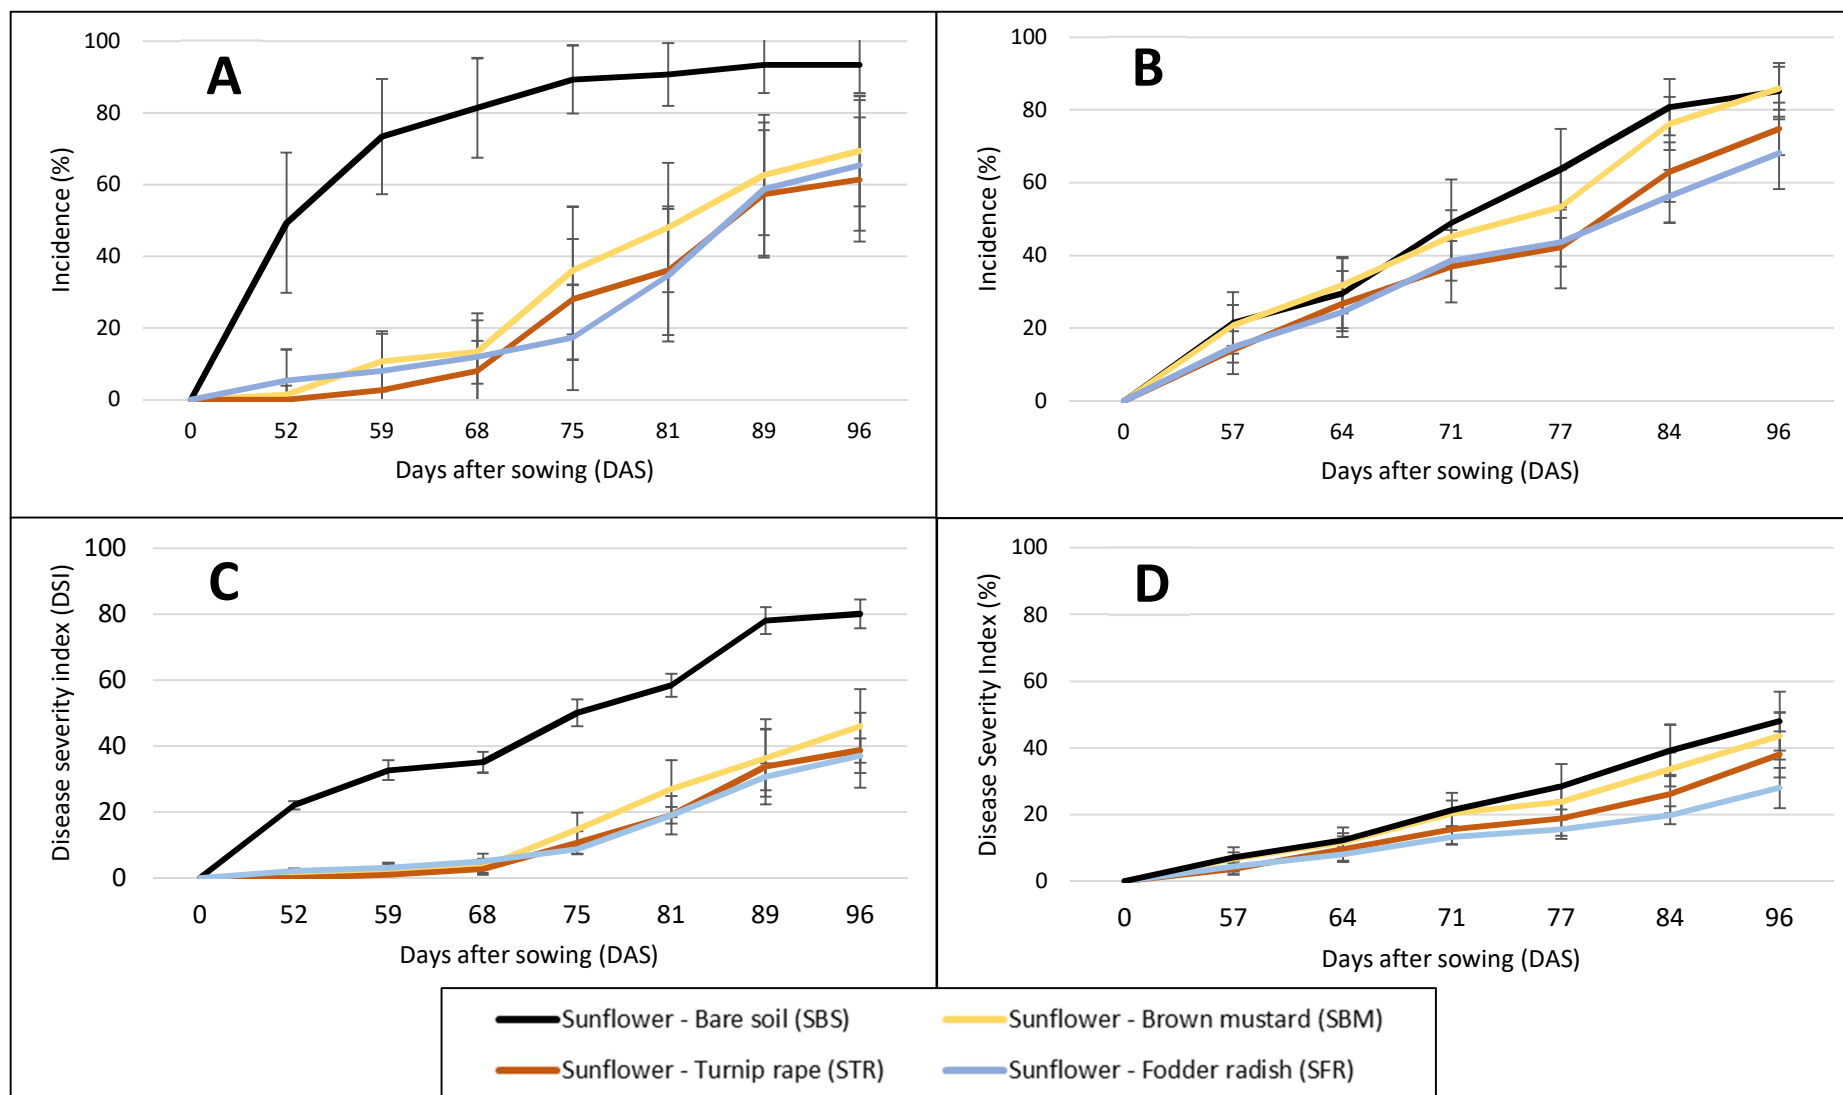 A
Incidence (%)
100
80
60
40
20
0
0 52 59 68 75 81 89 96
Days after sowing (DAS)
B
Incidence (%)
100
80
60
40
20
0
0 57 64 71 77 84 96
Days after sowing (DAS)
C
Disease severity index (DSI)
100
80
60
40
20
0
0 52 59 68 75 81 89 96
Days after sowing (DAS)
D
Disease Severity Index (%)
100
80
60
40
20
0
0 57 64 71 77 84 96
Days after sowing (DAS)
Sunflower - Bare soil (SBS)
Sunflower - Brown mustard (SBM)
Sunflower - Turnip rape (STR)
Sunflower - Fodder radish (SFR)